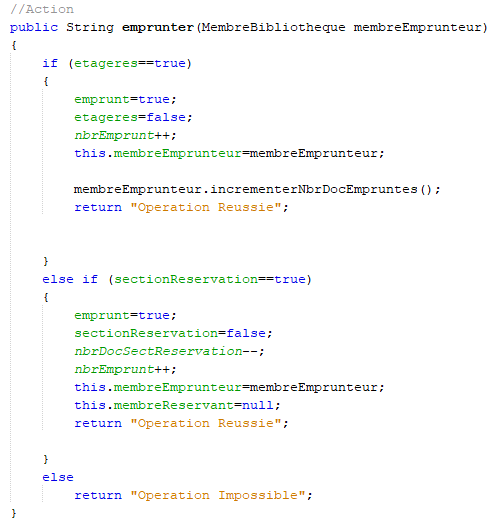 //Action
public String emprunter(MembreBibliotheque membreEmprunteur)
{
if (etageres==true)
{
emprunt=true;
etageres=false;
nbrEmprunt++;
this.membreEmprunteur=membreEmprunteur;
membreEmprunteur.incrementerNbrDocEmpruntes();
return "Operation Reussie";
}
else if (sectionReservation==true)
{
emprunt=true;
sectionReservation=false;
nbrDocSectReservation--;
nbrEmprunt++;
this.membreEmprunteur=membreEmprunteur;
this.membreReservant=null;
return "Operation Reussie";
}
else
return "Operation Impossible";
}